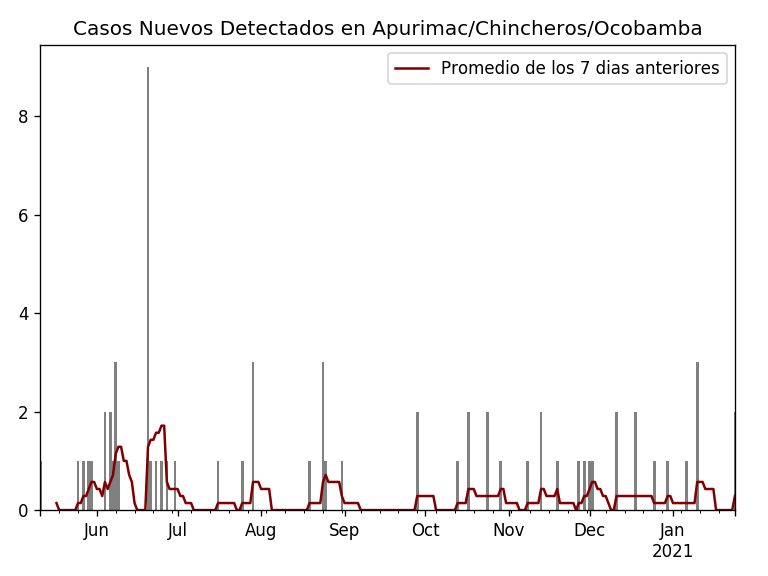 Casos Nuevos Detectados en Apurimac/Chincheros/Ocobamba
Promedio de los 7 dias anteriores
8
6
4
2
0
Jun Jul Aug Sep Oct Nov Dec Jan
2021